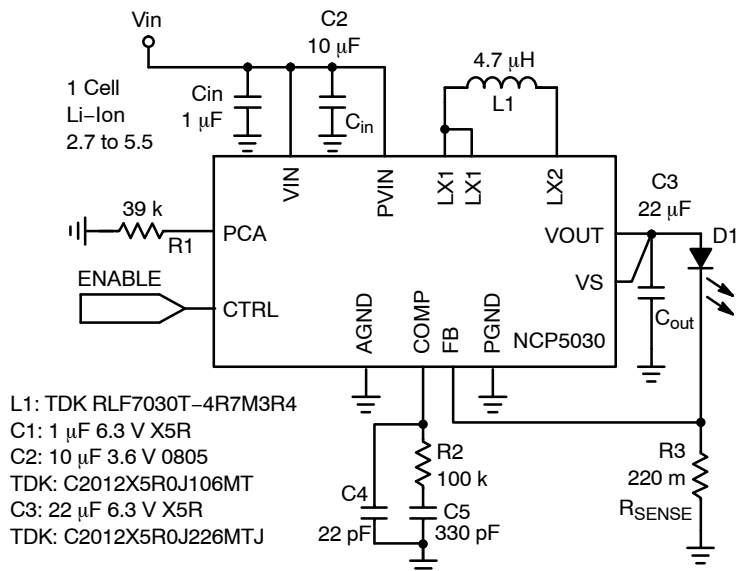 Vin
C2
10 μF
4.7 μH
L1
1 Cell
Li–Ion
2.7 to 5.5
Cin
1 μF
Cin
VIN
PVIN
LX1
LX1
LX2
C3
22 μF
39 k
R1
PCA
VOUT
D1
ENABLE
CTRL
VS
Cout
AGND
COMP
FB
PGND
NCP5030
L1: TDK RLF7030T–4R7M3R4
C1: 1 μF 6.3 V X5R
C2: 10 μF 3.6 V 0805
TDK: C2012X5R0J106MT
C3: 22 μF 6.3 V X5R
TDK: C2012X5R0J226MTJ
R2
100 k
C4
22 pF
C5
330 pF
R3
220 m
RSENSE